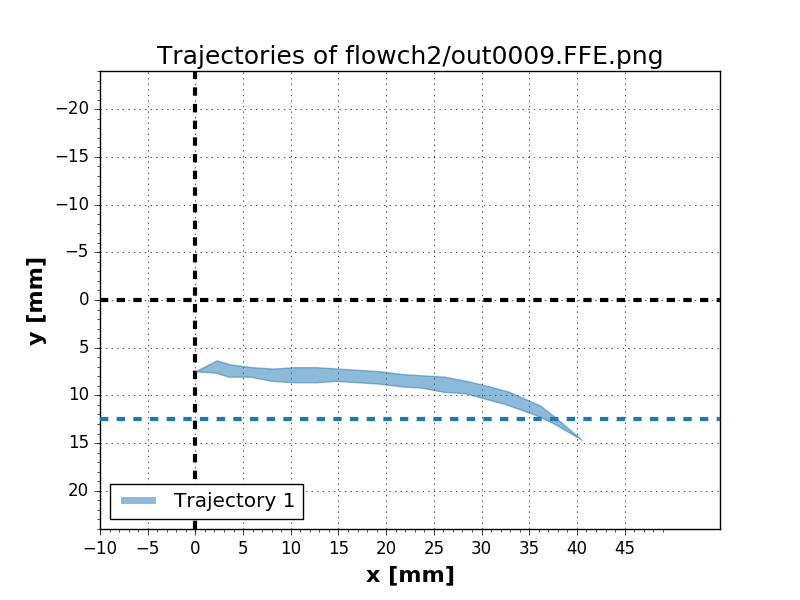 Trajectories of flowch2/out0009.FFE.png
y [mm]
−20
−15
−10
−5
0
5
10
15
20
Trajectory 1
−10 −5 0 5 10 15 20 25 30 35 40 45
x [mm]